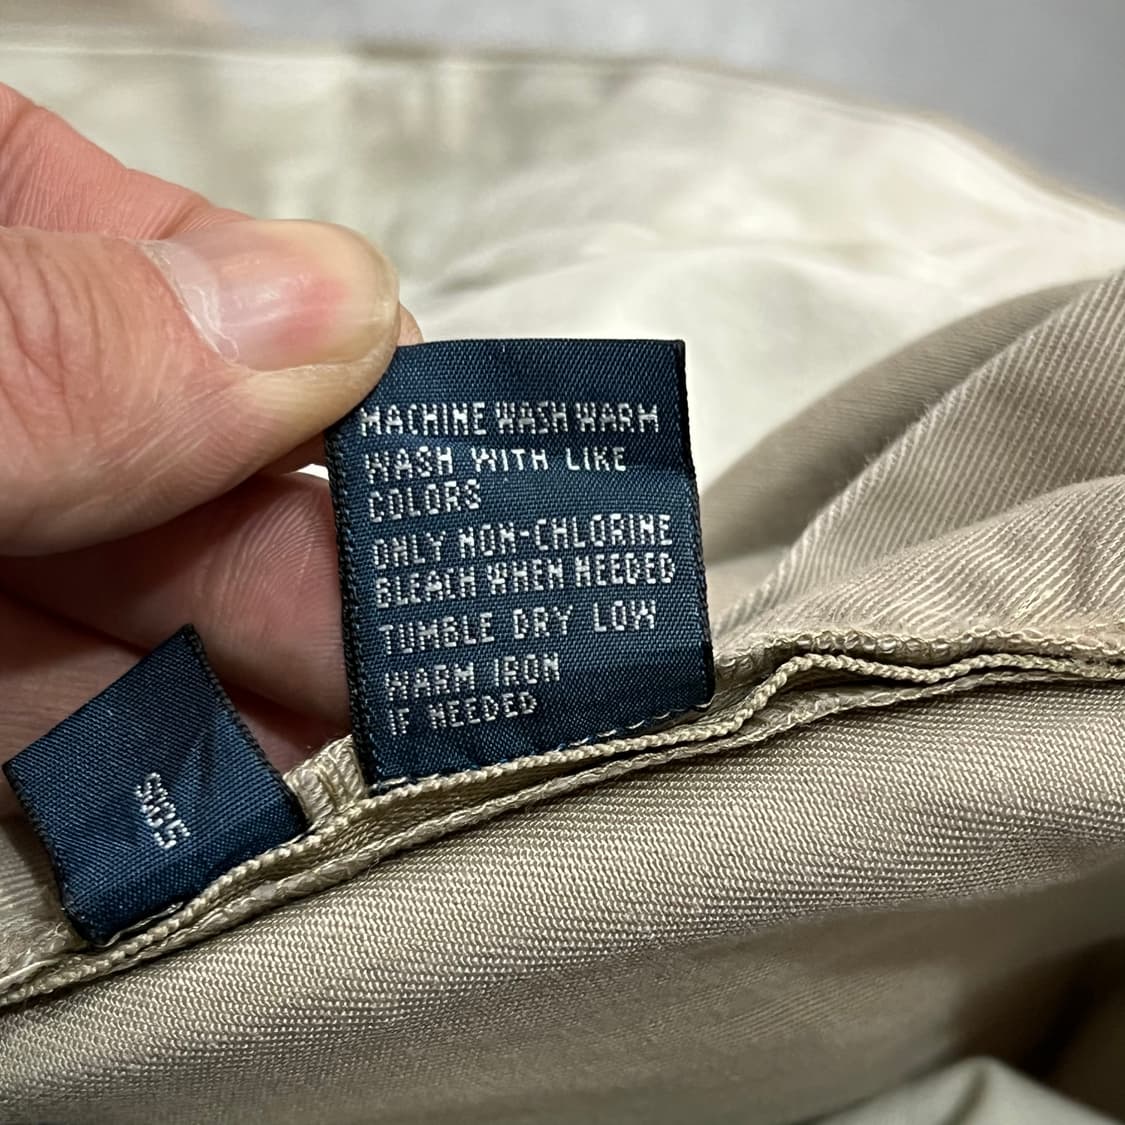 MACHINE WASH WARM
WASH WITH LIKE
COLORS
ONLY NON-CHLORINE
BLEACH WHEN NEEDED
TUMBLE DRY LOW
WARM IRON
IF NEEDED